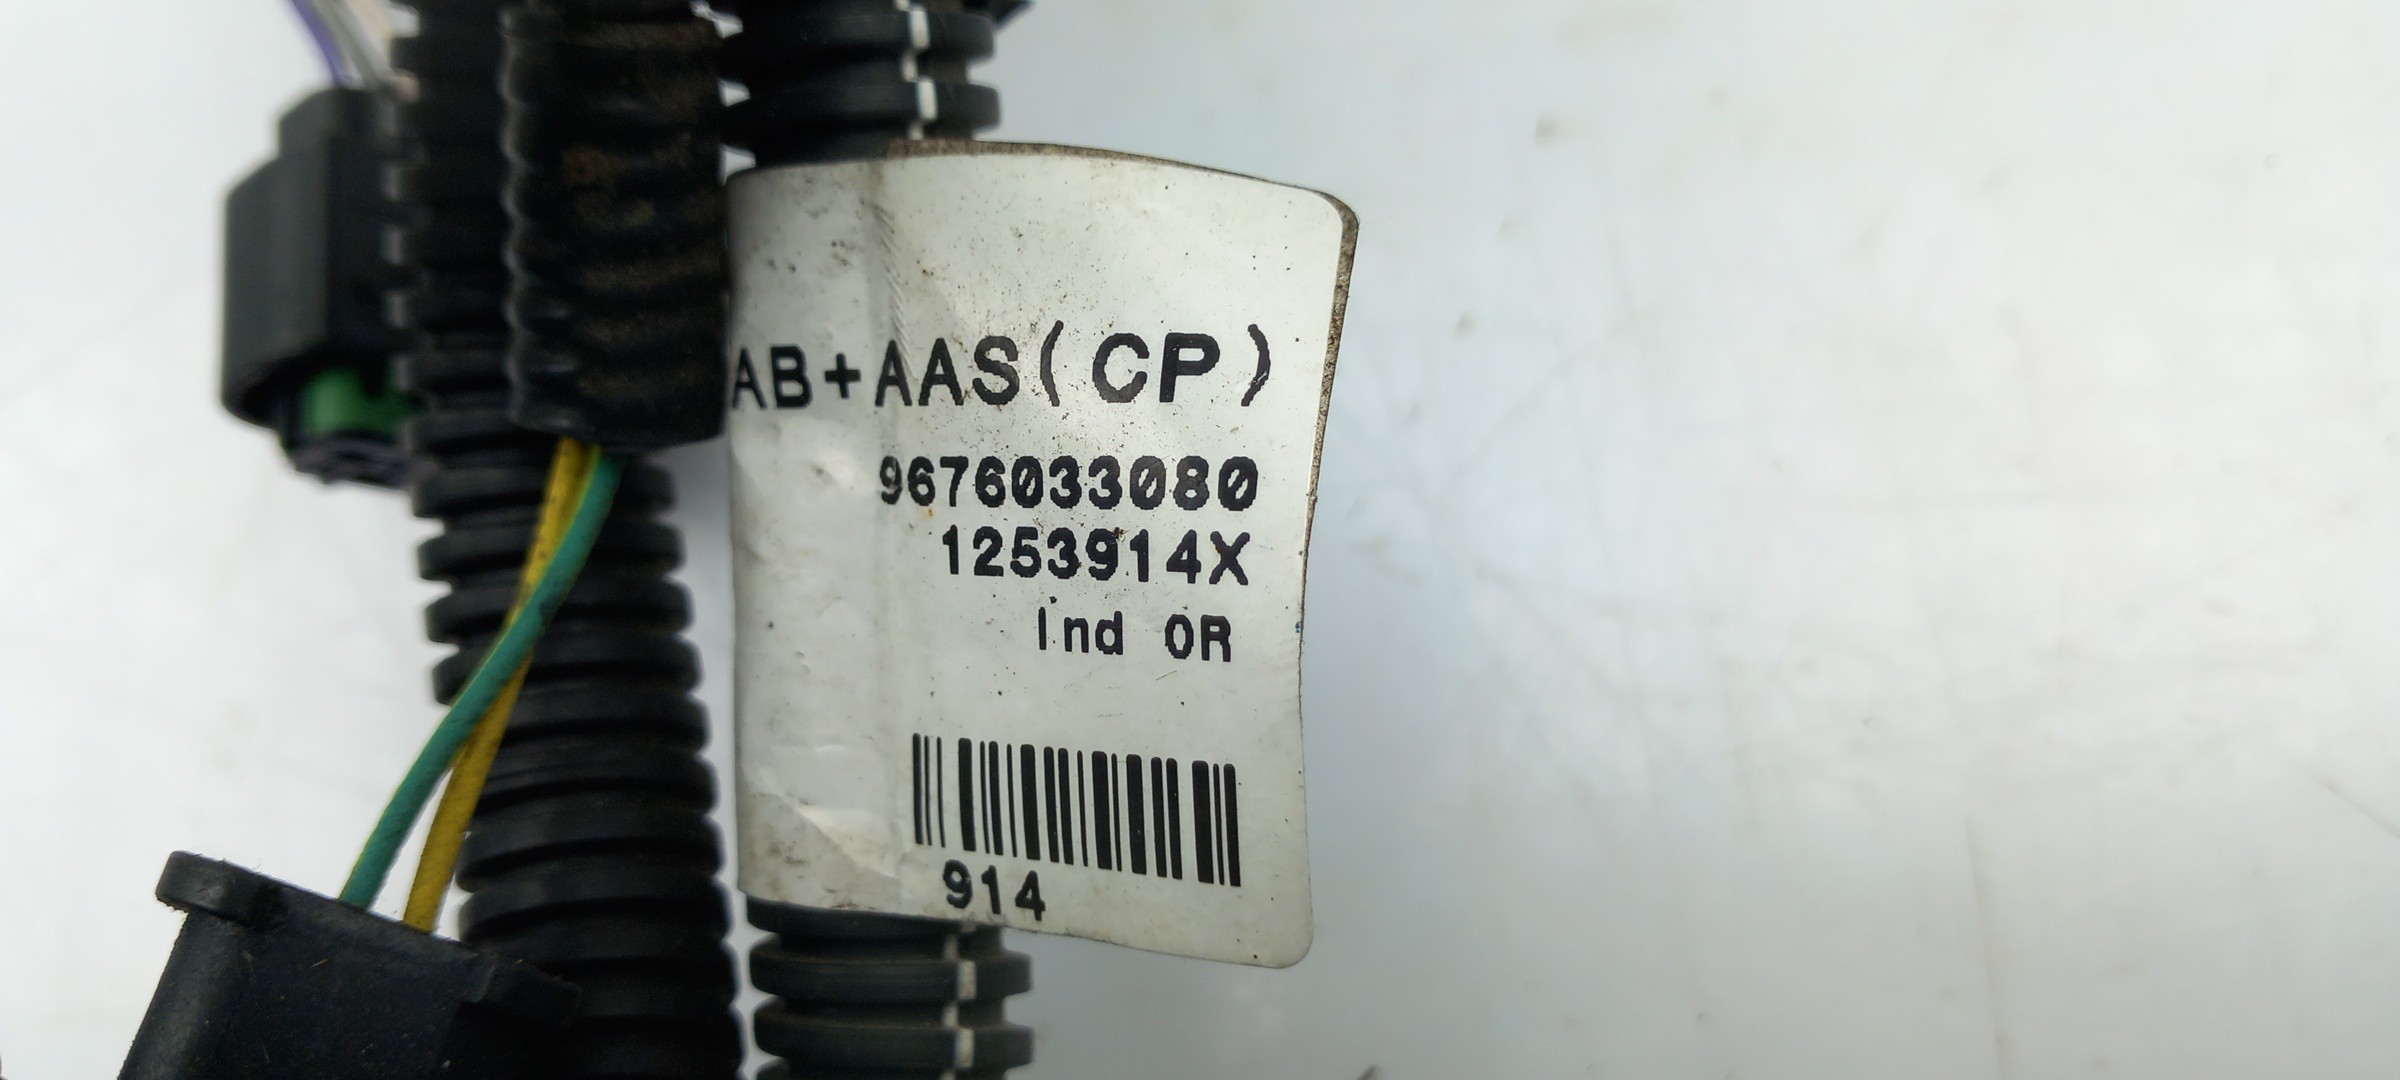 AB+AAS(CP)
9676033080
1253914X
Ind 0R
914